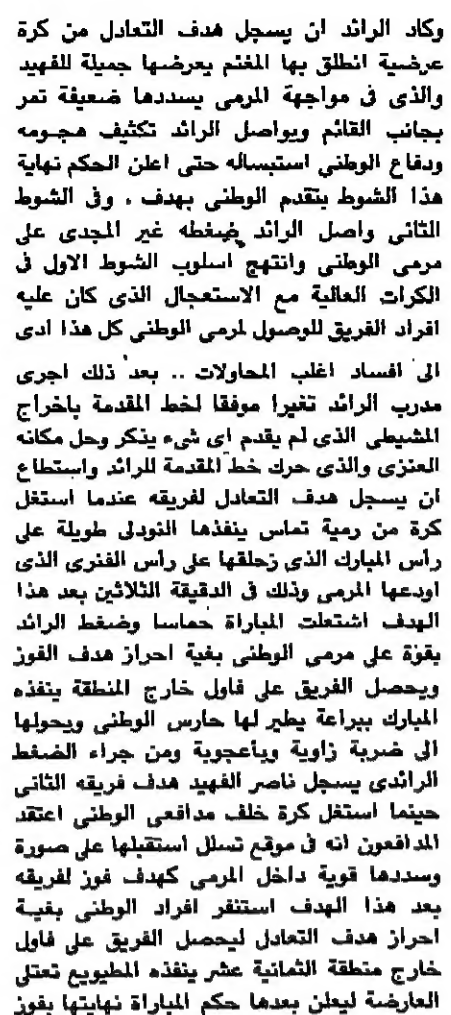 وكاد الرائد ان يسجل هدف التعادل من كرة
عرضية انطلق بها المغنم يعرضها جميلة للفهيد
والذى فى مواجهة المرمى يسددها ضعيفة تمر
بجانب القائم ويواصل الرائد تكثيف هجومه
ودفاع الوطنى استبساله حتى اعلن الحكم نهاية
هذا الشوط بتقدم الوطنى بهدف . وفى الشوط
الثانى واصل الرائد ضغطه غير المجدى على
مرمى الوطنى وانتهج اسلوب الشوط الاول فى
الكرات العالية مع الاستعجال الذى كان عليه
افراد الفريق للوصول لمرمى الوطنى كل هذا ادى
الى افساد اغلب المحاولات .. بعد ذلك اجرى
مدرب الرائد تغيرا موفقا لخط المقدمة باخراج
المشيطى الذى لم يقدم اى شىء يذكر وحل مكانه
العنزى والذى حرك خط المقدمة للرائد واستطاع
ان يسجل هدف التعادل لفريقه عندما استغل
كرة من رمية تماس ينفذها النودلى طويلة على
رأس المبارك الذى زحلقها على رأس الفنرى الذى
اودعها المرمى وذلك فى الدقيقة الثلاثين بعد هذا
الهدف اشتعلت المباراة حماسا وضغط الرائد
بقوة على مرمى الوطنى بغية احراز هدف الفوز
ويحصل الفريق على فاول خارج المنطقة ينفذه
المبارك ببراعة يطير لها حارس الوطنى ويحولها
الى ضربة زاوية وباعجوبة ومن جراء الضغط
الرائدى يسجل ناصر الفهيد هدف فريقه الثانى
حينما استغل كرة خلف مدافعى الوطنى اعتقد
المدافعون انه فى موقع تسلل استقبلها على صورة
وسددها قوية داخل المرمى كهدف فوز لفريقه
بعد هذا الهدف استنفر افراد الوطنى بغية
احراز هدف التعادل ليحصل الفريق على فاول
خارج منطقة الثمانية عشر ينفذه المطيويع تعتلى
العارضة ليعلن بعدها حكم المباراة نهايتها بفوز